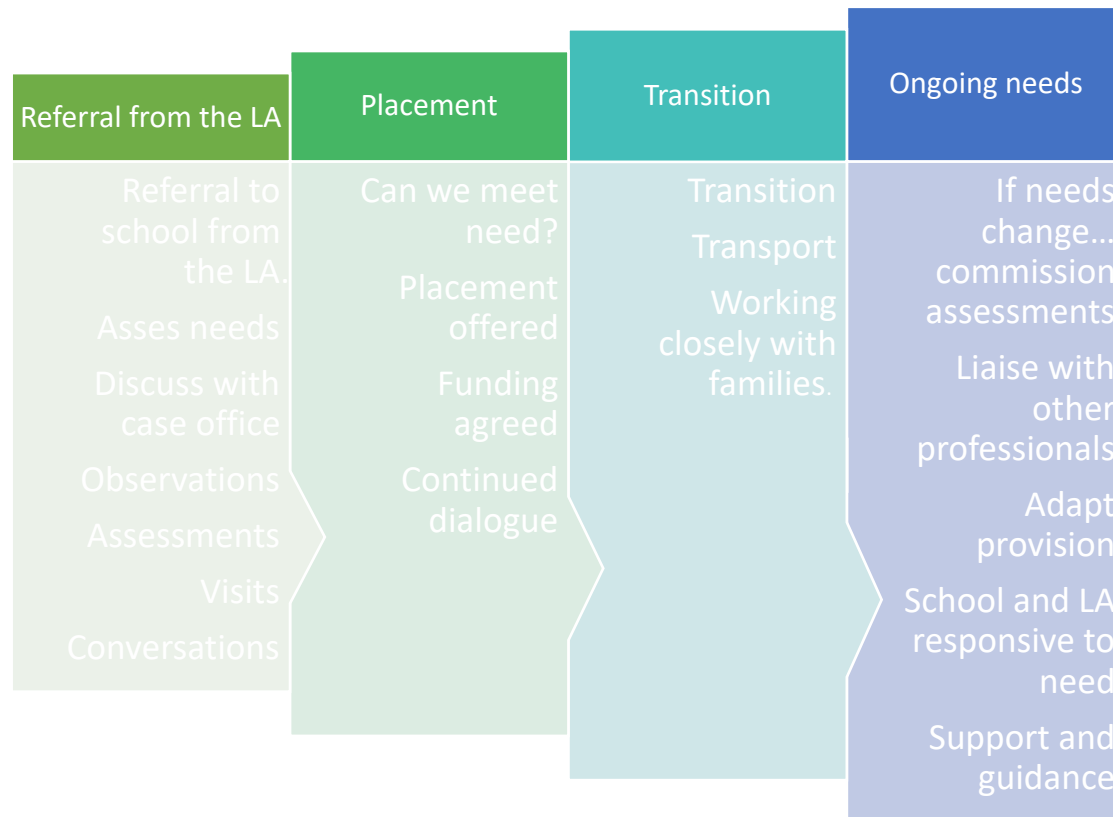 Referral from the LA
Referral to
school from
the LA.
Asses needs
Discuss with
case office
Observations
Assessments
Visits
Conversations
Placement
Can we meet
need?
Placement
offered
Funding
agreed
Continued
dialogue
Transition
Transition
Transport
Working
closely with
families.
Ongoing needs
If needs
change...
commission
assessments
Liaise with
other
professionals
Adapt
provision
School and LA
responsive to
need
Support and
guidance